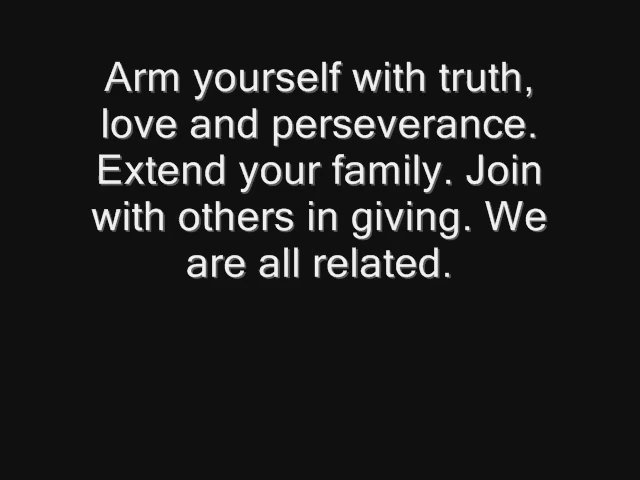 Arm yourself with truth,
love and perseverance.
Extend your family. Join
with others in giving. We
are all related.